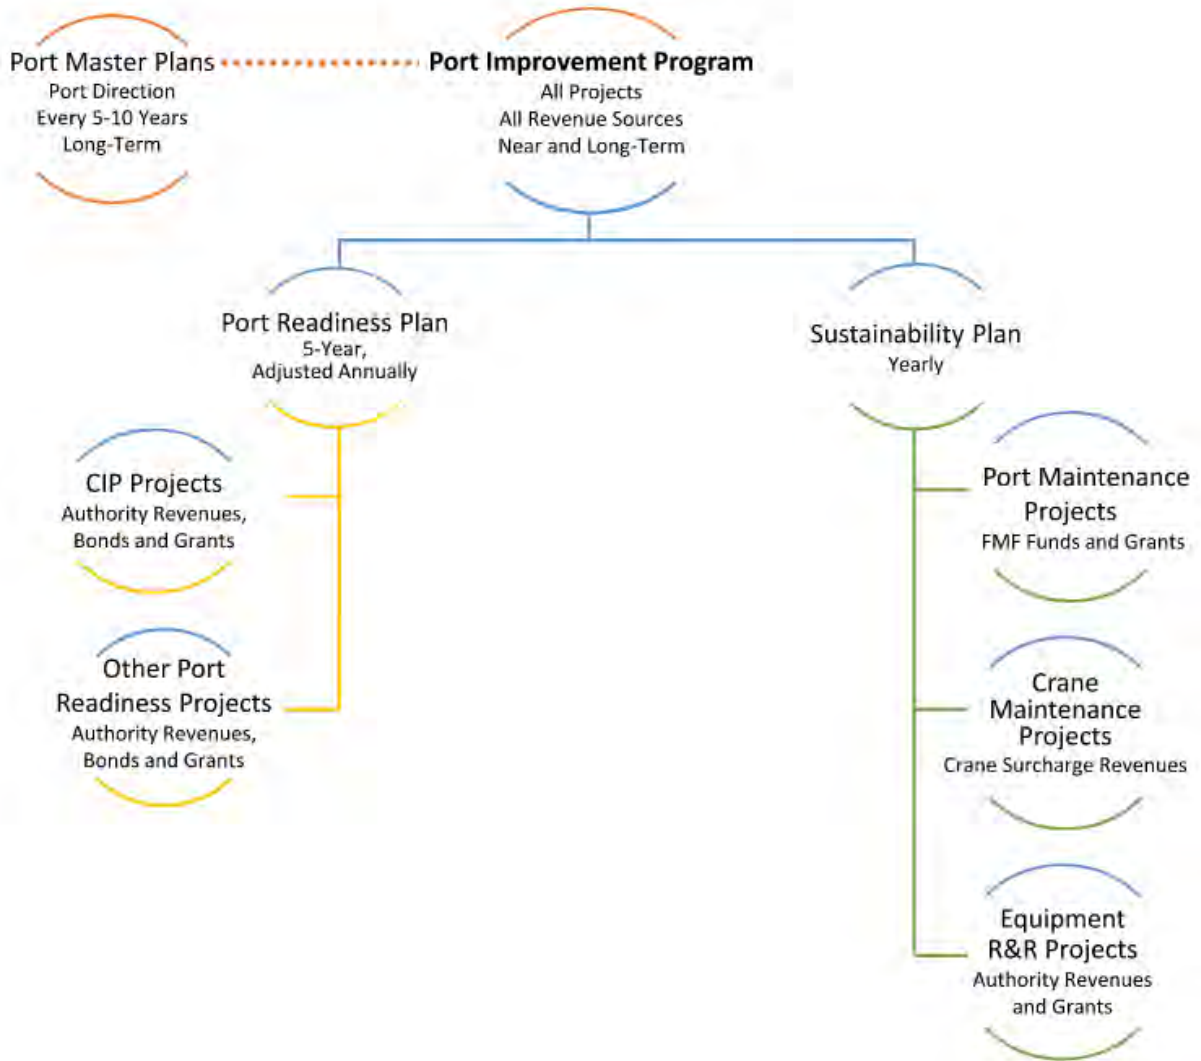 Port Master Plans
Port Direction
Every 5-10 Years
Long-Term
Port Improvement Program
All Projects
All Revenue Sources
Near and Long-Term
Port Readiness Plan
5-Year,
Adjusted Annually
Sustainability Plan
Yearly
CIP Projects
Authority Revenues,
Bonds and Grants
Other Port
Readiness Projects
Authority Revenues,
Bonds and Grants
Port Maintenance
Projects
FMF Funds and Grants
Crane
Maintenance
Projects
Crane Surcharge Revenues
Equipment
R&R Projects
Authority Revenues
and Grants